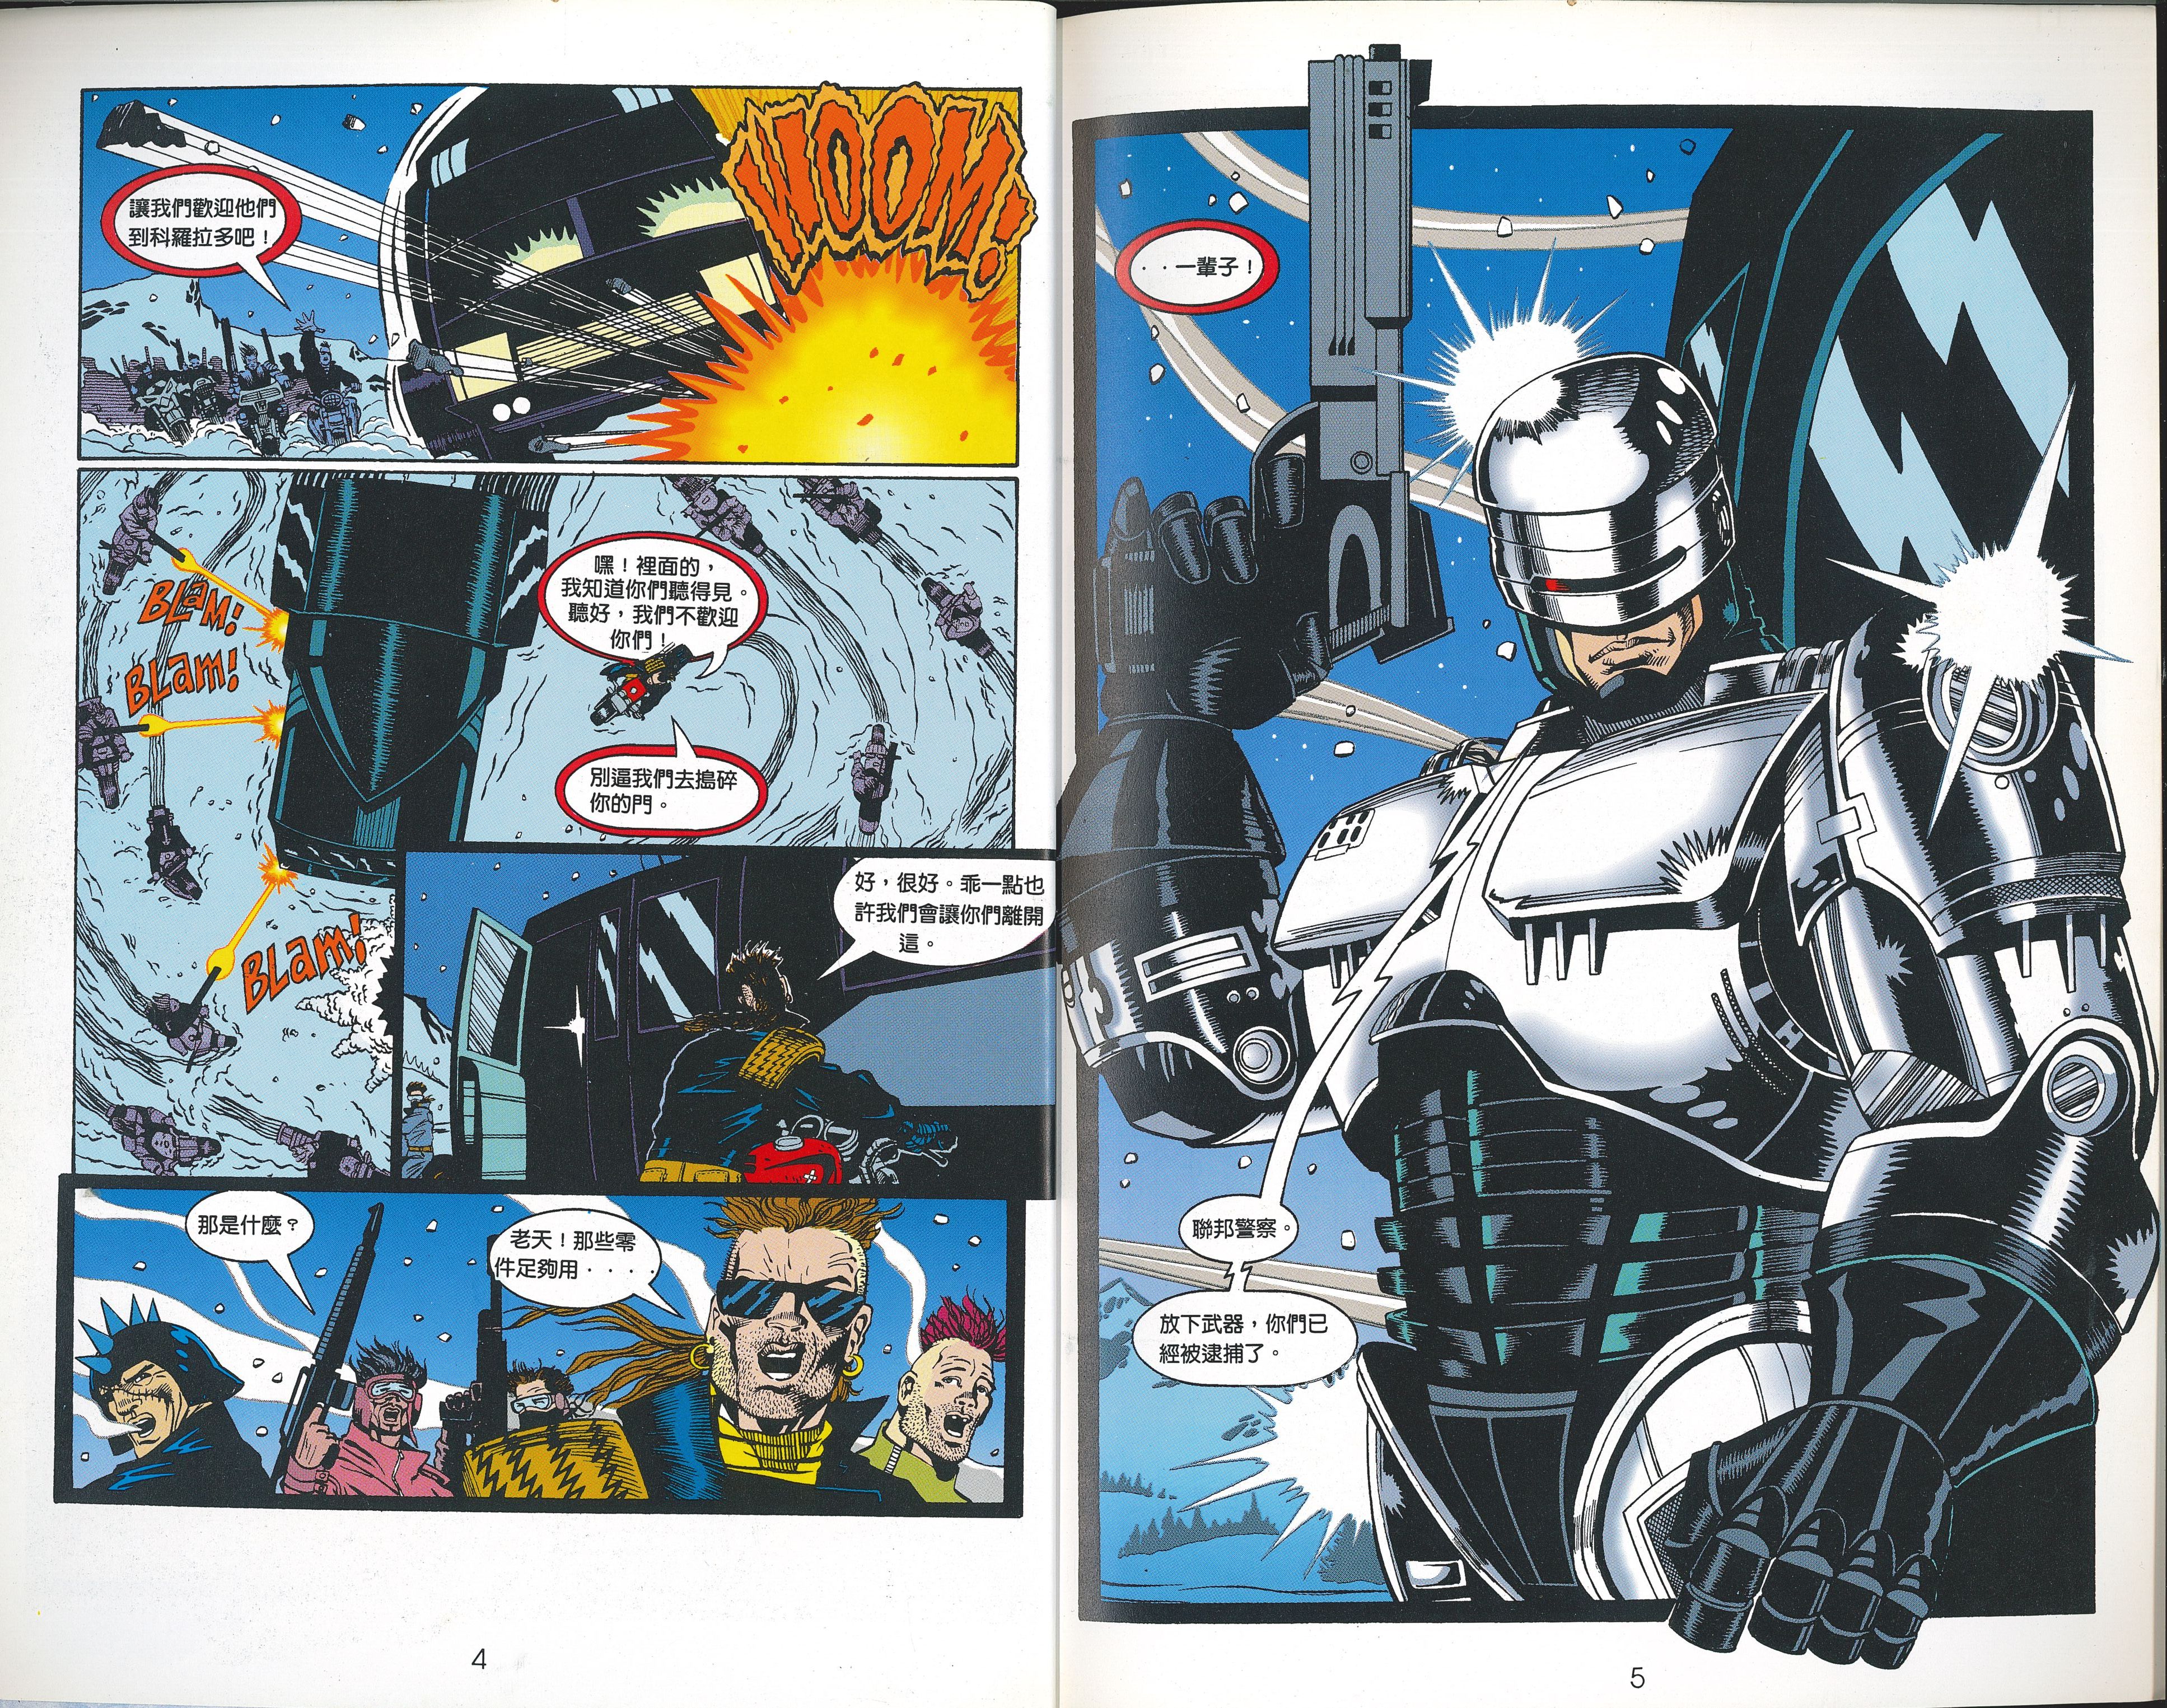 讓我們歡迎他們
到科羅拉多吧！
WOOM!
BLAM!
BLAM!
嘿！裡面的，
我知道你們聽得見。
聽好，我們不歡迎
你們！
別逼我們去搗碎
你的門。
BLAM!
好，很好。乖一點也
許我們會讓你們離開
這。
那是什麼？
老天！那些零
件足夠用‧‧‧‧
4
‧‧一輩子！
聯邦警察。
放下武器，你們已
經被逮捕了。
5